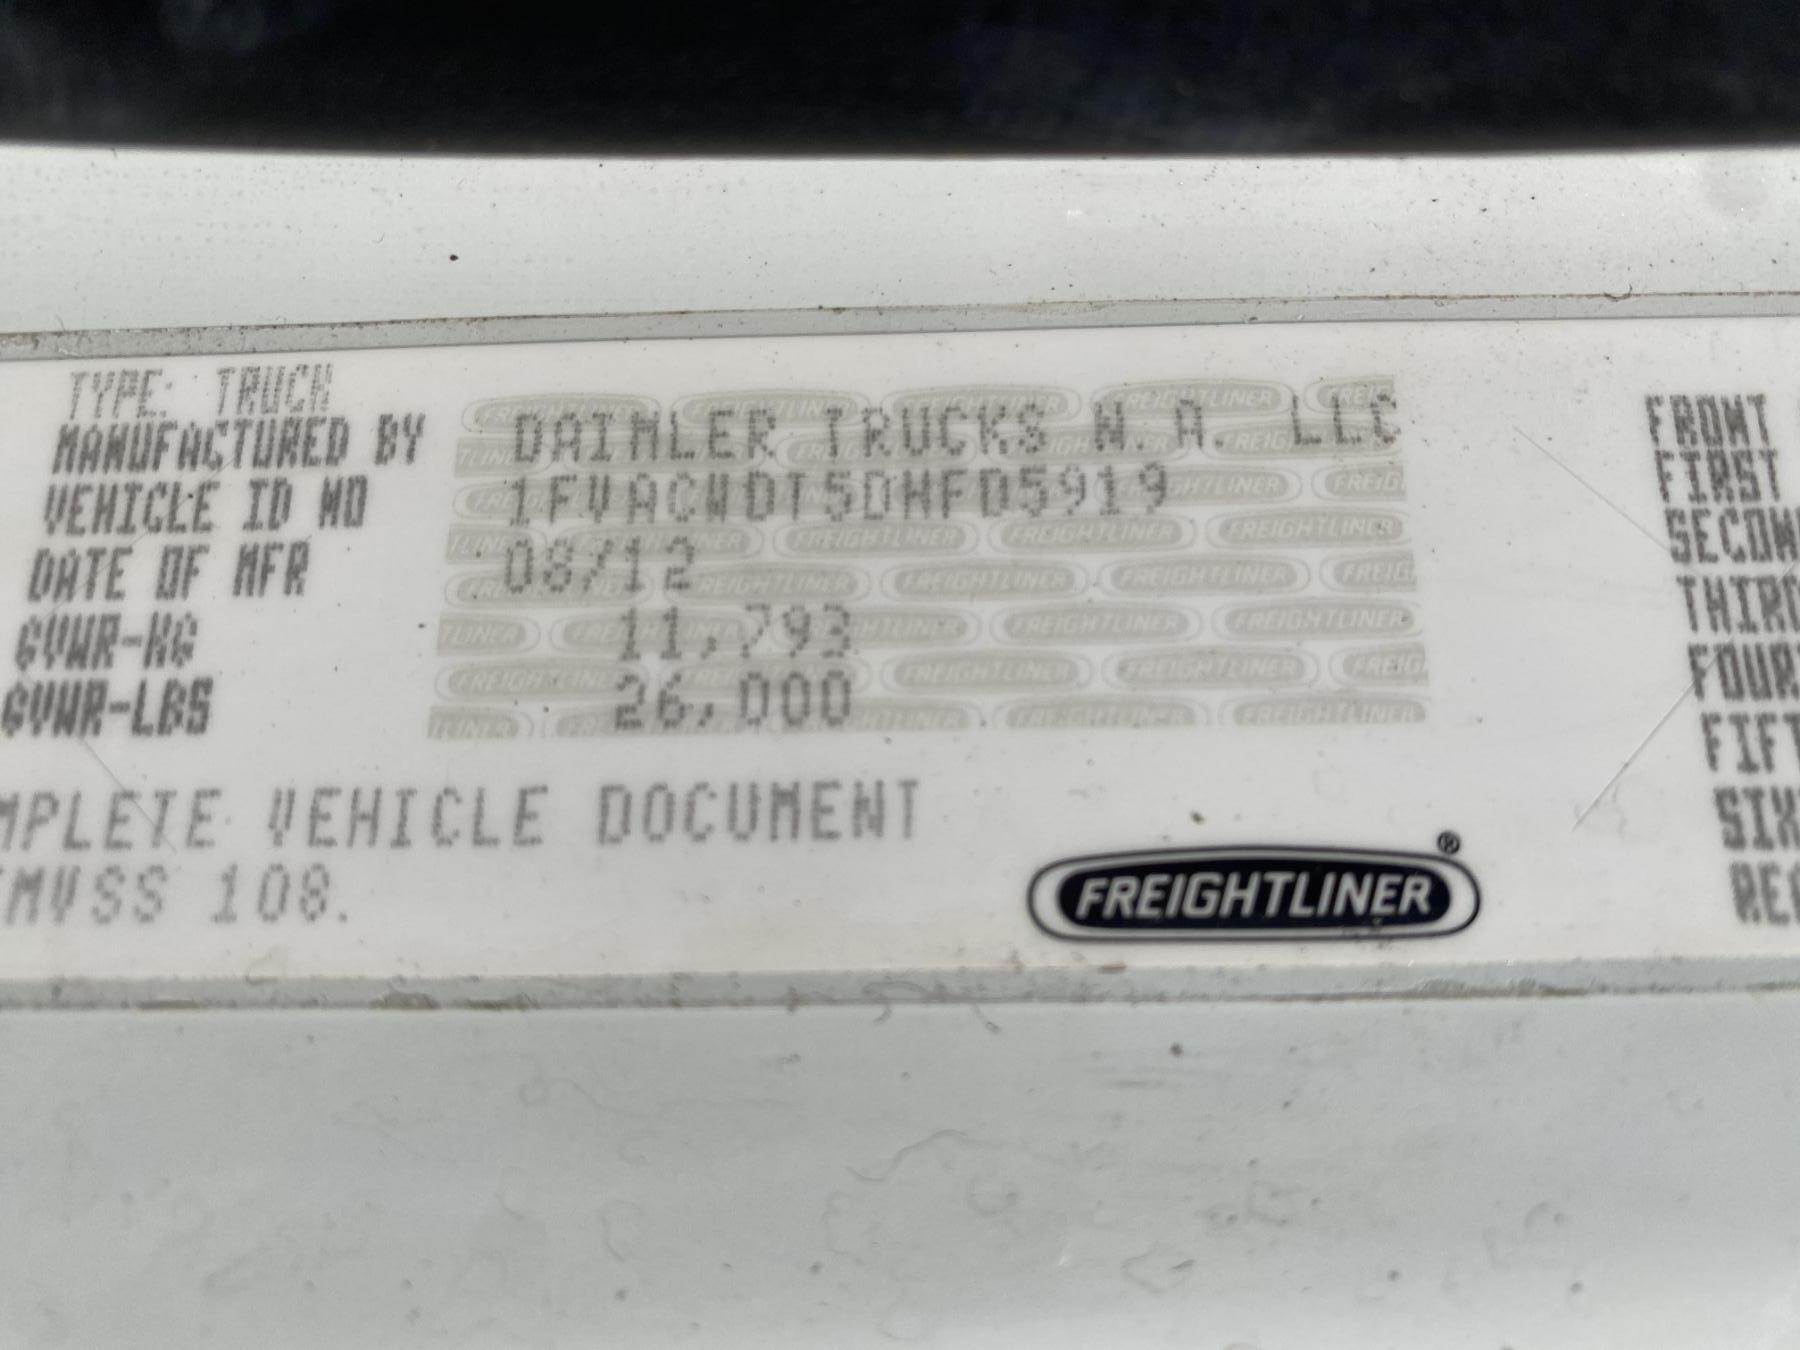 TYPE: TRUCK
MANUFACTURED BY DAIMLER TRUCKS N.A. LLC
VEHICLE ID NO 1FVACWDT5DHFD5919
DATE OF MFR 08/12
GVWR-KG 11,793
GVWR-LBS 26,000
MPLETE VEHICLE DOCUMENT
FMVSS 108.
FREIGHTLINER®
FRONT
FIRST
SECON
THIRD
FOUR
FIFT
SIX
REA